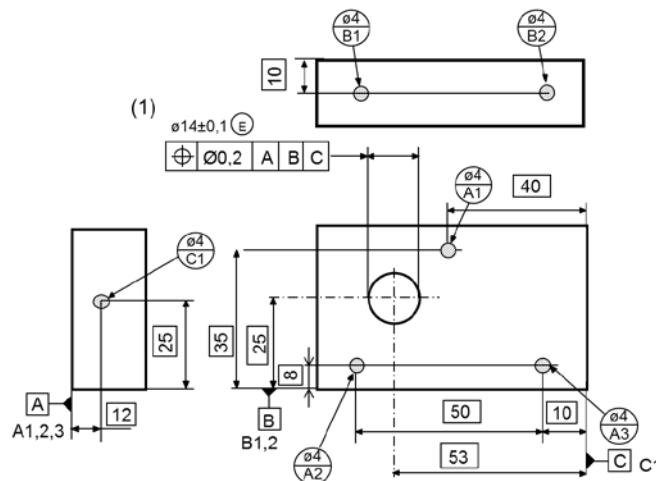 ø4
B1
ø4
B2
10
(1)
ø14±0,1 Ⓔ
⌖ Ø0,2 A B C
ø4
A1
40
ø4
C1
25
35
25
8
A
12
A1,2,3
B
B1,2
50
10
ø4
A2
ø4
A3
53
C
C1